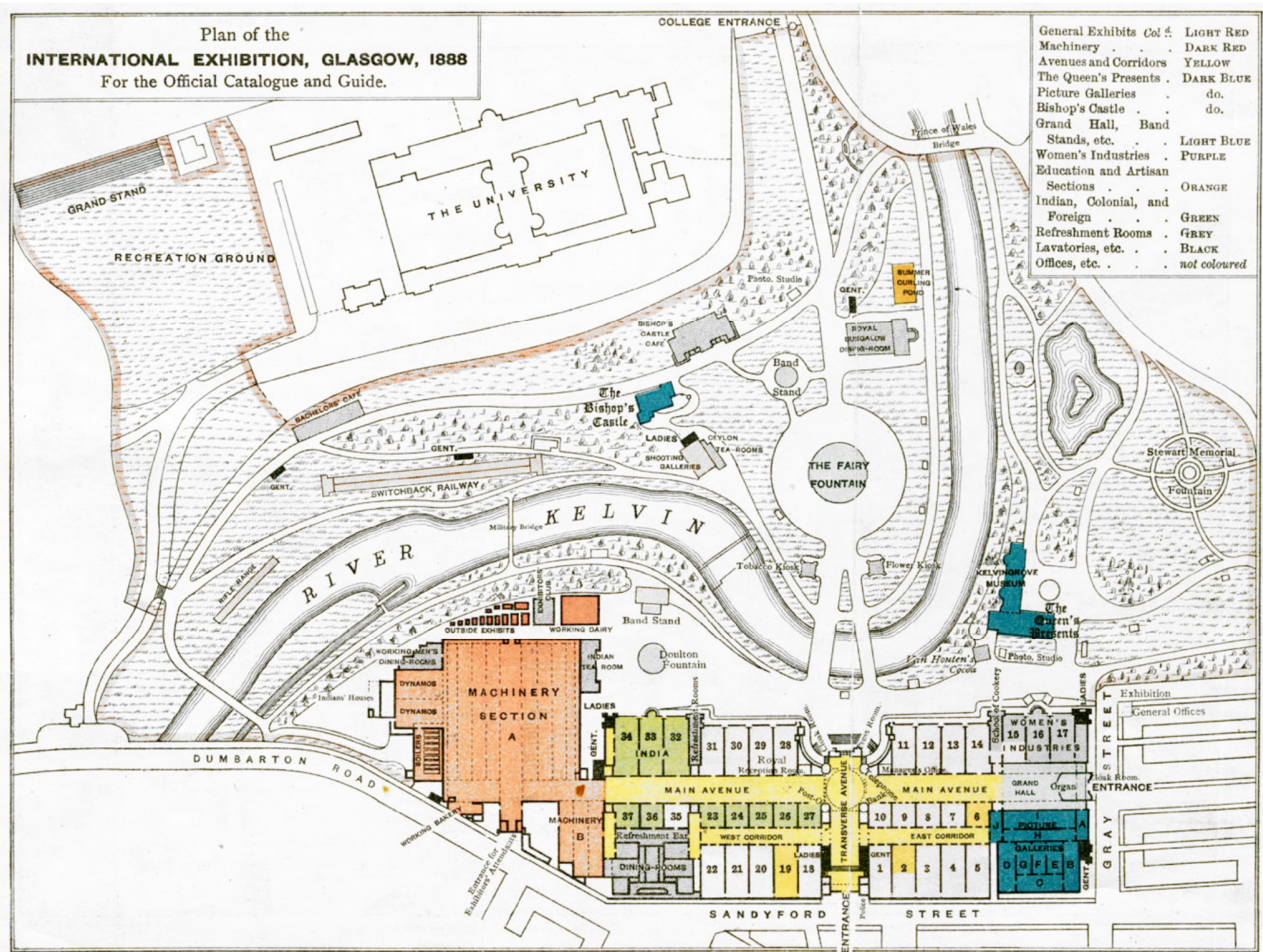 Plan of the
INTERNATIONAL EXHIBITION, GLASGOW, 1888
For the Official Catalogue and Guide.
COLLEGE ENTRANCE
General Exhibits Col d. LIGHT RED
Machinery . . . DARK RED
Avenues and Corridors YELLOW
The Queen's Presents . DARK BLUE
Picture Galleries . do.
Bishop's Castle . . do.
Grand Hall, Band
Stands, etc. . . LIGHT BLUE
Women's Industries . PURPLE
Education and Artisan
Sections . . . ORANGE
Indian, Colonial, and
Foreign . . . GREEN
Refreshment Rooms . GREY
Lavatories, etc. . . BLACK
Offices, etc. . . . not coloured
Prince of Wales
Bridge
GRAND STAND
THE UNIVERSITY
RECREATION GROUND
Photo. Studio
GENT.
SUMMER
CURLING
POND
BISHOP'S
CASTLE
CAFE
ROYAL
BUNGALOW
DINING-ROOM
Band
Stand
The
Bishop's
Castle
BACHELORS' CAFE
LADIES
CEYLON
TEA ROOMS
SHOOTING
GALLERIES
GENT.
GENT.
SWITCHBACK RAILWAY
THE FAIRY
FOUNTAIN
Stewart Memorial
Fountain
RIVER KELVIN
Military Bridge
RIFLE RANGE
Tobacco Kiosk
Flower Kiosk
KELVINGROVE
MUSEUM
The
Queen's
Presents
EXHIBITORS'
CLUB
OUTSIDE EXHIBITS
WORKING DAIRY
Band Stand
Doulton
Fountain
Van Houten's
Cocoa
Photo. Studio
WORKING MEN'S
DINING-ROOMS
INDIAN
TEA ROOM
Indians' Houses
DYNAMOS
DYNAMOS
BOILERS
MACHINERY
SECTION
A
LADIES
GENT.
Refreshment Rooms
School of Cookery
LADIES
Exhibition
General Offices
34 33 32
INDIA
31 30 29 28
Royal
Reception Room.
11 12 13 14
Manager's Office
WOMEN'S
15 16 17
INDUSTRIES
DUMBARTON ROAD
MAIN AVENUE
Post-Of
TRANSVERSE AVENUE
Telephone
Bank
MAIN AVENUE
GRAND
HALL
Organ
Cloak Room.
ENTRANCE
GRAY STREET
WORKING BAKERY
MACHINERY
B
37 36 35
23 24 25 26 27
10 9 8 7 6
J PICTURE A
H
GALLERIES
D G F E B
C
Refreshment Bar
WEST CORRIDOR
EAST CORRIDOR
DINING-ROOMS
LADIES
GENT
22 21 20 19 18
1 2 3 4 5
GENT.
Entrance for
Exhibitors' Attendants
Police
SANDYFORD STREET
ENTRANCE